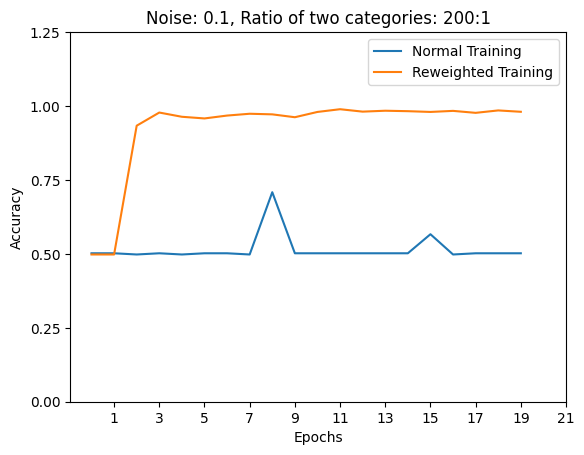 Noise: 0.1, Ratio of two categories: 200:1
Normal Training
Reweighted Training
1.25
1.00
0.75
0.50
0.25
0.00
Accuracy
1 3 5 7 9 11 13 15 17 19 21
Epochs